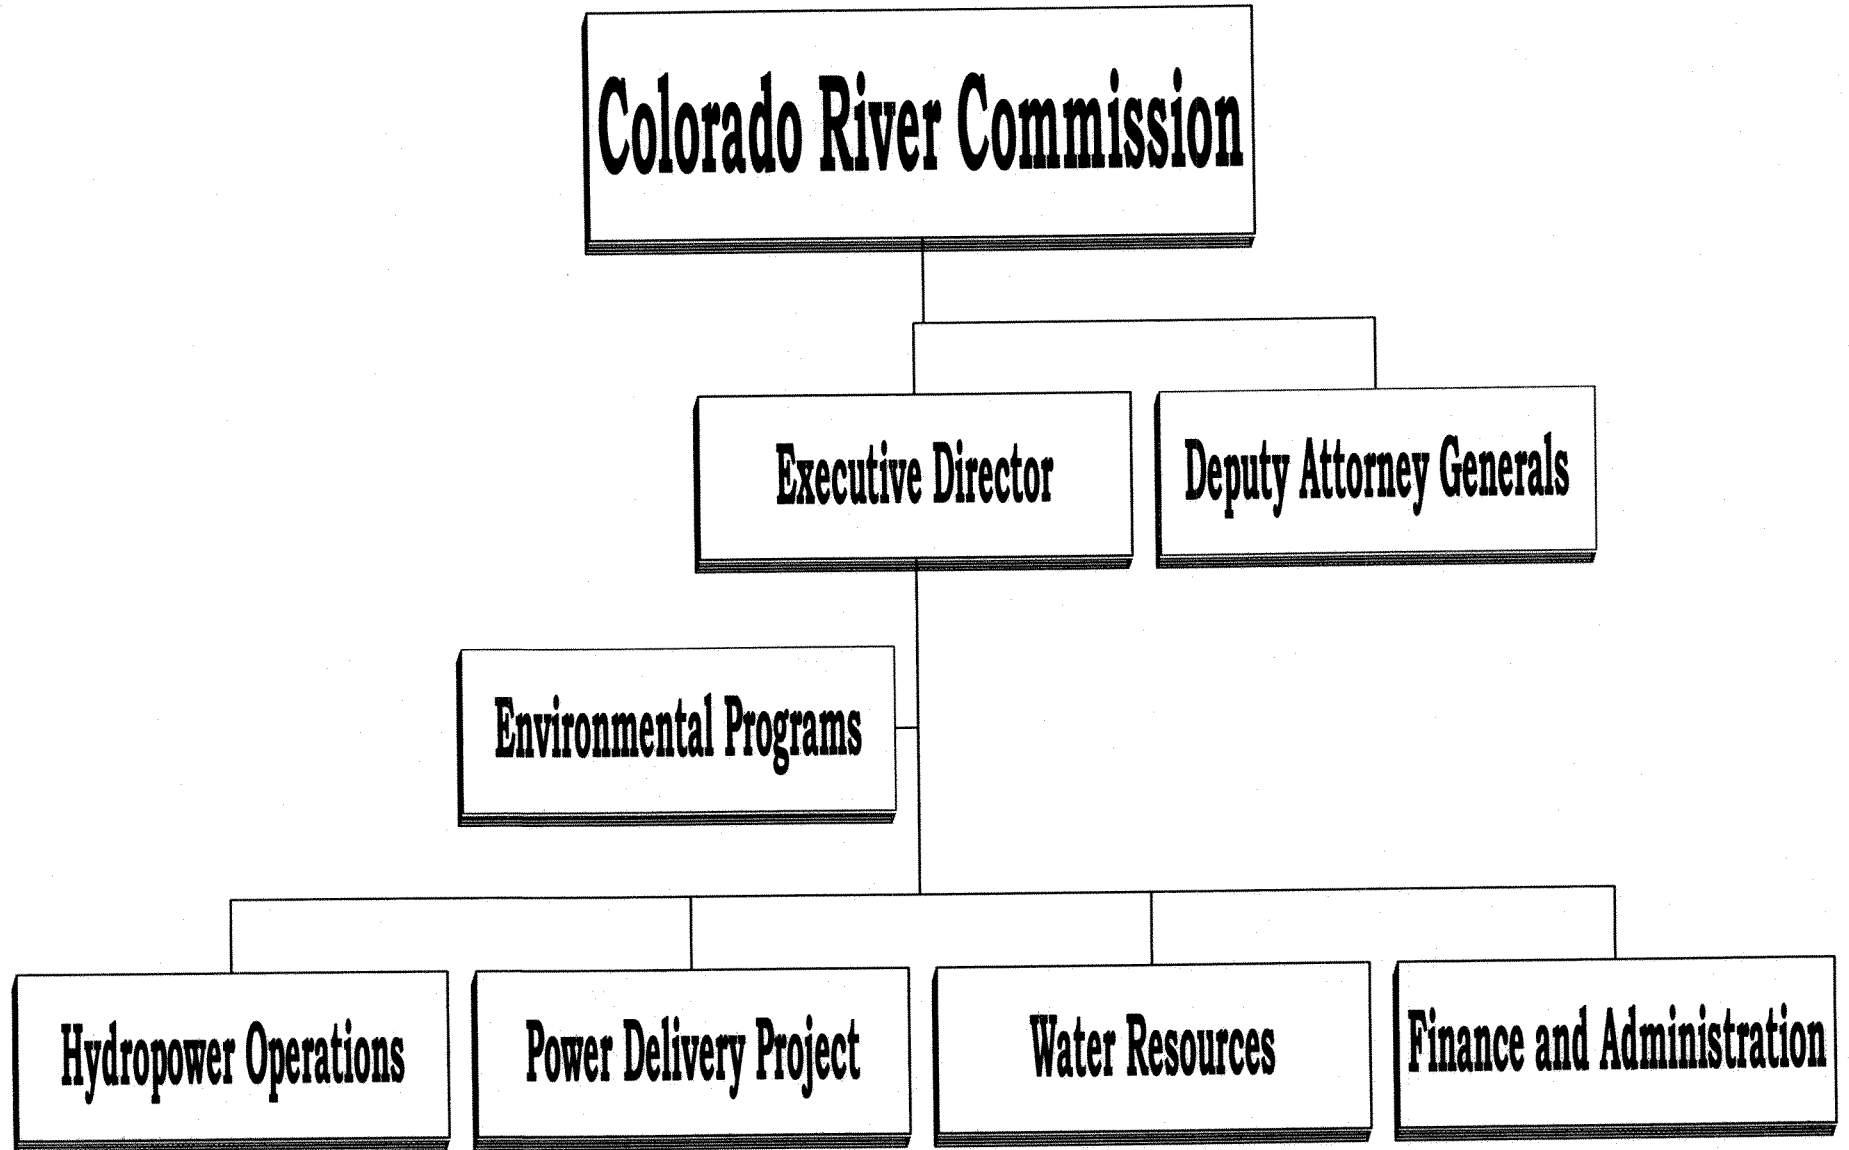 Colorado River Commission
Executive Director
Deputy Attorney Generals
Environmental Programs
Hydropower Operations
Power Delivery Project
Water Resources
Finance and Administration